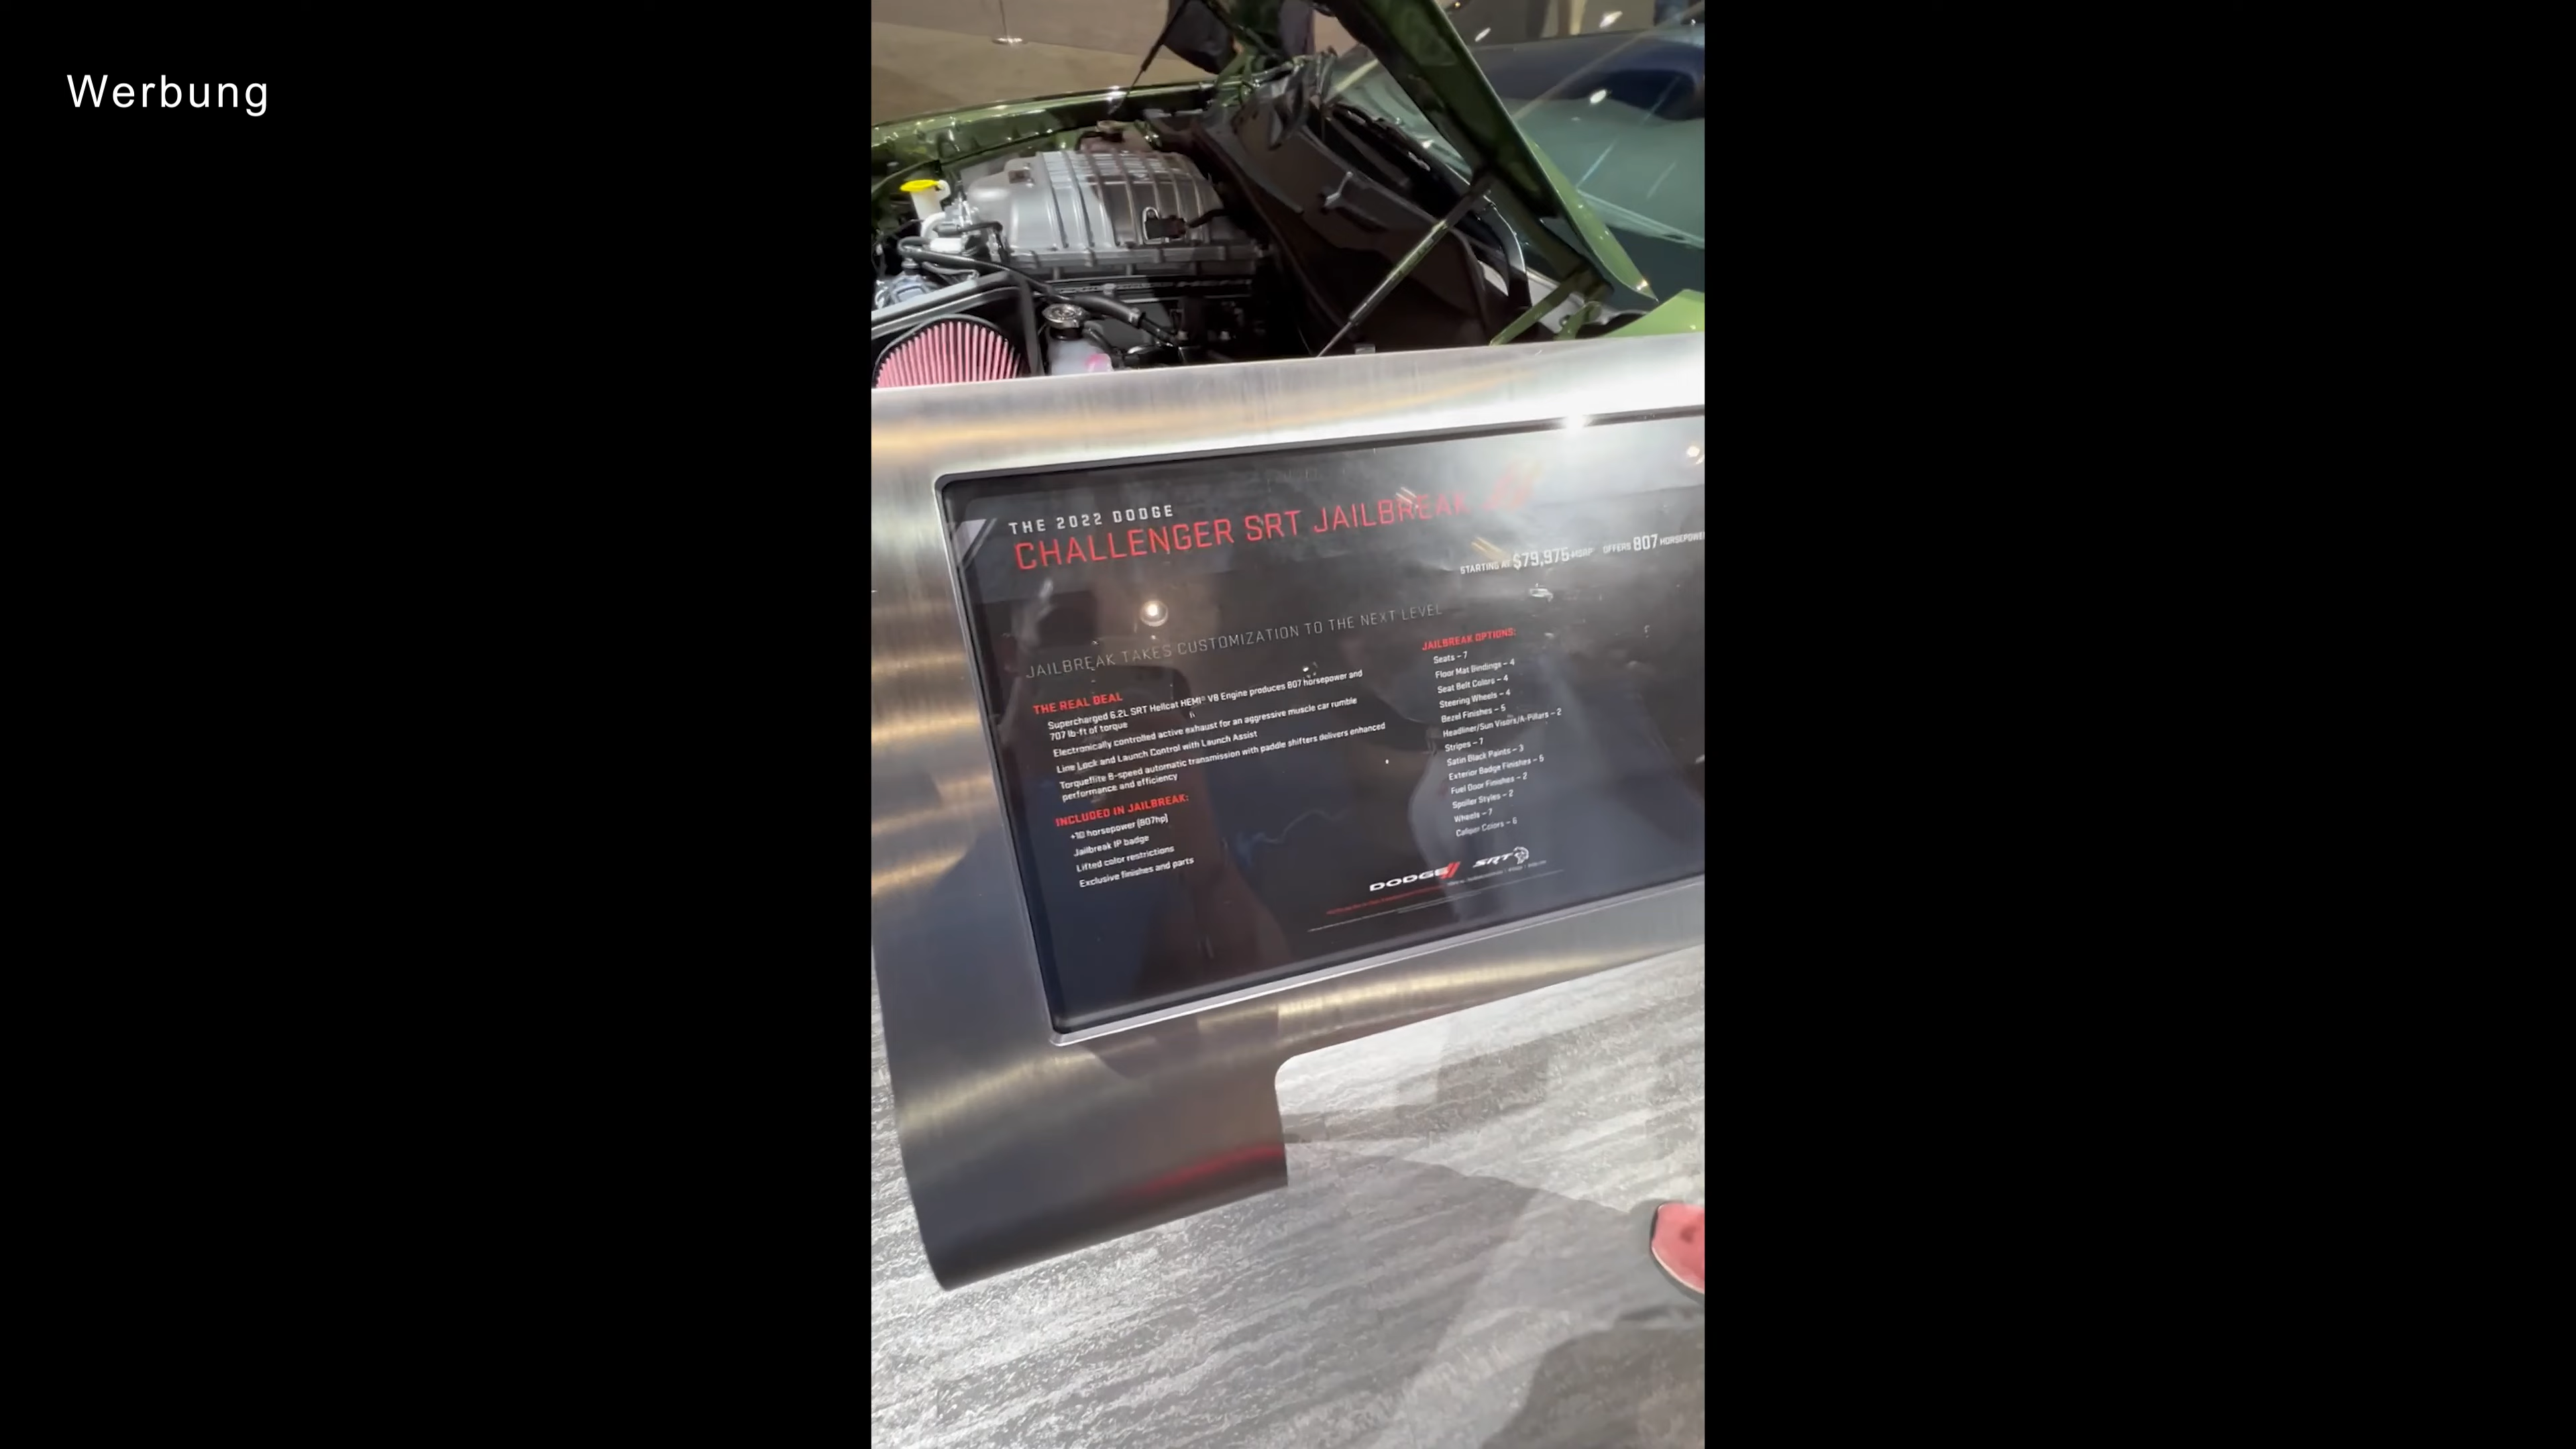 Werbung
THE 2022 DODGE
CHALLENGER SRT JAILBREAK
STARTING AT $79,975 MSRP OFFERS 807 HORSEPOWER
JAILBREAK TAKES CUSTOMIZATION TO THE NEXT LEVEL
THE REAL DEAL
Supercharged 6.2L SRT Hellcat HEMI® V8 Engine produces 807 horsepower and
707 lb-ft of torque
Electronically controlled active exhaust for an aggressive muscle car rumble
Line Lock and Launch Control with Launch Assist
Torqueflite 8-speed automatic transmission with paddle shifters delivers enhanced
performance and efficiency
INCLUDED IN JAILBREAK:
+10 horsepower (807hp)
Jailbreak IP badge
Lifted color restrictions
Exclusive finishes and parts
JAILBREAK OPTIONS:
Seats – 7
Floor Mat Bindings – 4
Seat Belt Colors – 4
Steering Wheels – 4
Bezel Finishes – 5
Headliner/Sun Visors/A-Pillars – 2
Stripes – 7
Satin Black Paints – 3
Exterior Badge Finishes – 5
Fuel Door Finishes – 2
Spoiler Styles – 2
Wheels – 7
Caliper Colors – 6
DODGE SRT